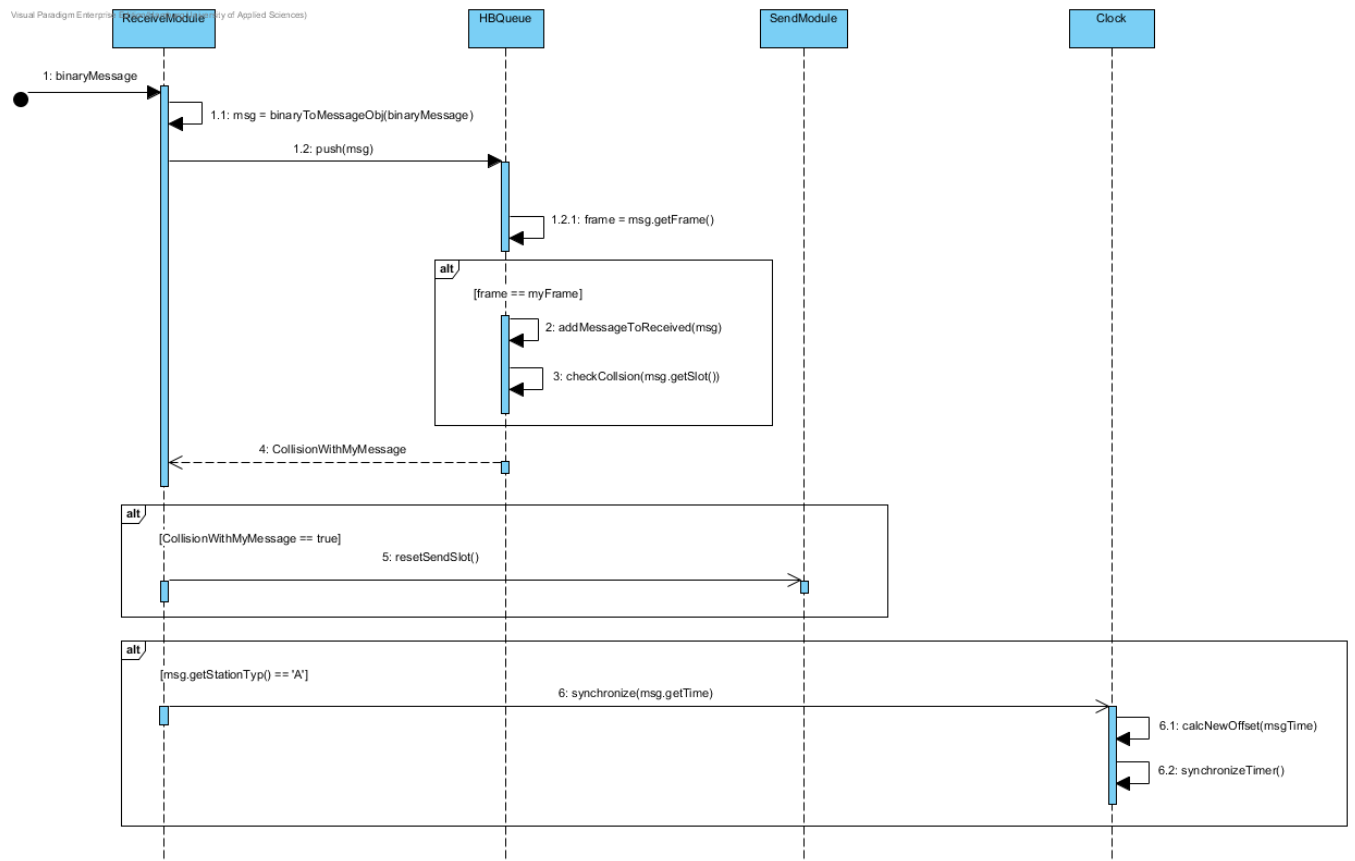 Visual Paradigm Enterprise
ity of Applied Sciences)
ReceiveModule
HBQueue
SendModule
Clock
1: binaryMessage
1.1: msg = binaryToMessageObj(binaryMessage)
1.2: push(msg)
1.2.1: frame = msg.getFrame()
alt
[frame == myFrame]
2: addMessageToReceived(msg)
3: checkCollsion(msg.getSlot())
4: CollisionWithMyMessage
alt
[CollisionWithMyMessage == true]
5: resetSendSlot()
alt
[msg.getStationTyp() == 'A']
6: synchronize(msg.getTime)
6.1: calcNewOffset(msgTime)
6.2: synchronizeTimer()